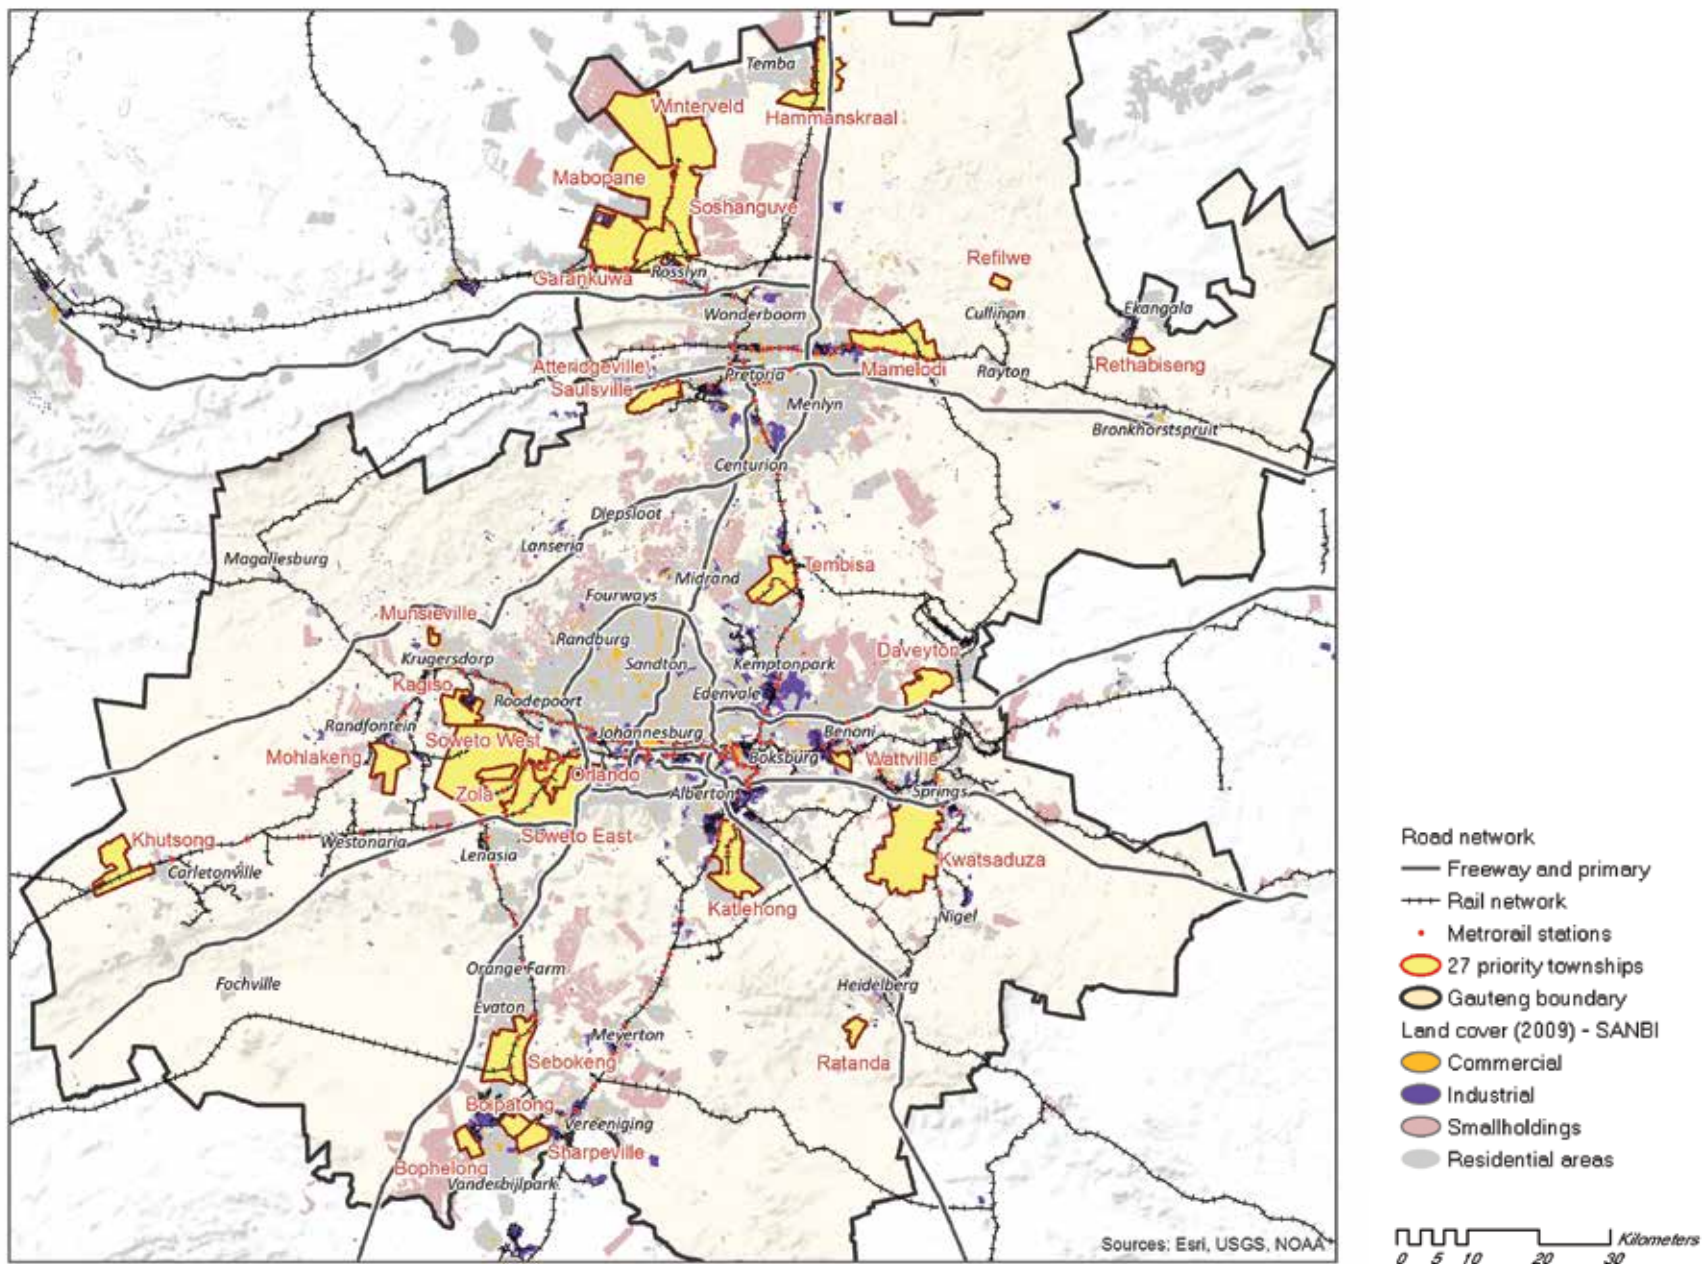 Temba
Winterveld
Hammanskraal
Mabopane
Soshanguve
Refilwe
Rosslyn
Garankuwa
Ekangala
Wonderboom
Cullinan
Atteridgeville\
Pretoria
Mamelodi
Rayton
Rethabiseng
Saulsville
Menlyn
Bronkhorstspruit
Centurion
Diepsloot
Lanseria
Magaliesburg
Tembisa
Midrand
Fourways
Munsieville
Randburg
Daveyton
Krugersdorp
Sandton
Kemptonpark
Kagiso
Roodepoort
Edenvale
Randfontein
Soweto West
Johannesburg
Benoni
Mohlakeng
Boksburg
Wattville
Orlando
Zola
Alberton
Springs
Khutsong
Soweto East
Westonaria
Lenasia
Carletonville
Kwatsaduza
Katlehong
Nigel
Orange Farm
Fochville
Heidelberg
Evaton
Meyerton
Sebokeng
Ratanda
Boipatong
Vereeniging
Sharpeville
Bophelong
Vanderbijlpark
Sources: Esri, USGS, NOAA
Road network
Freeway and primary
Rail network
Metrorail stations
27 priority townships
Gauteng boundary
Land cover (2009) - SANBI
Commercial
Industrial
Smallholdings
Residential areas
Kilometers
0 5 10 20 30